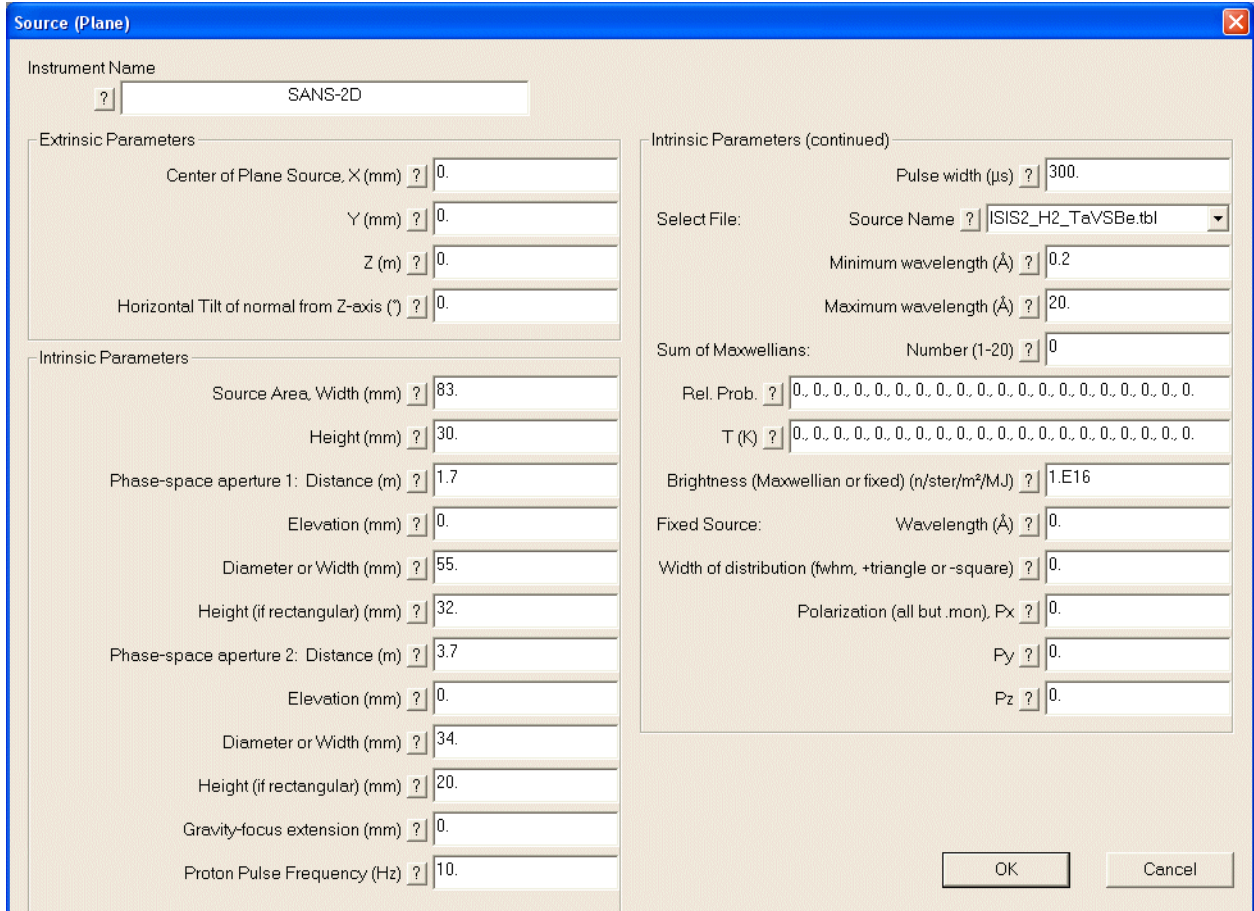 Source (Plane)
Instrument Name
? SANS-2D
Extrinsic Parameters
Center of Plane Source, X (mm) ? 0.
Y (mm) ? 0.
Z (m) ? 0.
Horizontal Tilt of normal from Z-axis (°) ? 0.
Intrinsic Parameters
Source Area, Width (mm) ? 83.
Height (mm) ? 30.
Phase-space aperture 1: Distance (m) ? 1.7
Elevation (mm) ? 0.
Diameter or Width (mm) ? 55.
Height (if rectangular) (mm) ? 32.
Phase-space aperture 2: Distance (m) ? 3.7
Elevation (mm) ? 0.
Diameter or Width (mm) ? 34.
Height (if rectangular) (mm) ? 20.
Gravity-focus extension (mm) ? 0.
Proton Pulse Frequency (Hz) ? 10.
Intrinsic Parameters (continued)
Pulse width (µs) ? 300.
Select File: Source Name ? ISIS2_H2_TaVSBe.tbl
Minimum wavelength (Å) ? 0.2
Maximum wavelength (Å) ? 20.
Sum of Maxwellians: Number (1-20) ? 0
Rel. Prob. ? 0., 0., 0., 0., 0., 0., 0., 0., 0., 0., 0., 0., 0., 0., 0., 0., 0., 0., 0., 0.
T (K) ? 0., 0., 0., 0., 0., 0., 0., 0., 0., 0., 0., 0., 0., 0., 0., 0., 0., 0., 0., 0.
Brightness (Maxwellian or fixed) (n/ster/m²/MJ) ? 1.E16
Fixed Source: Wavelength (Å) ? 0.
Width of distribution (fwhm, +triangle or -square) ? 0.
Polarization (all but .mon), Px ? 0.
Py ? 0.
Pz ? 0.
OK Cancel